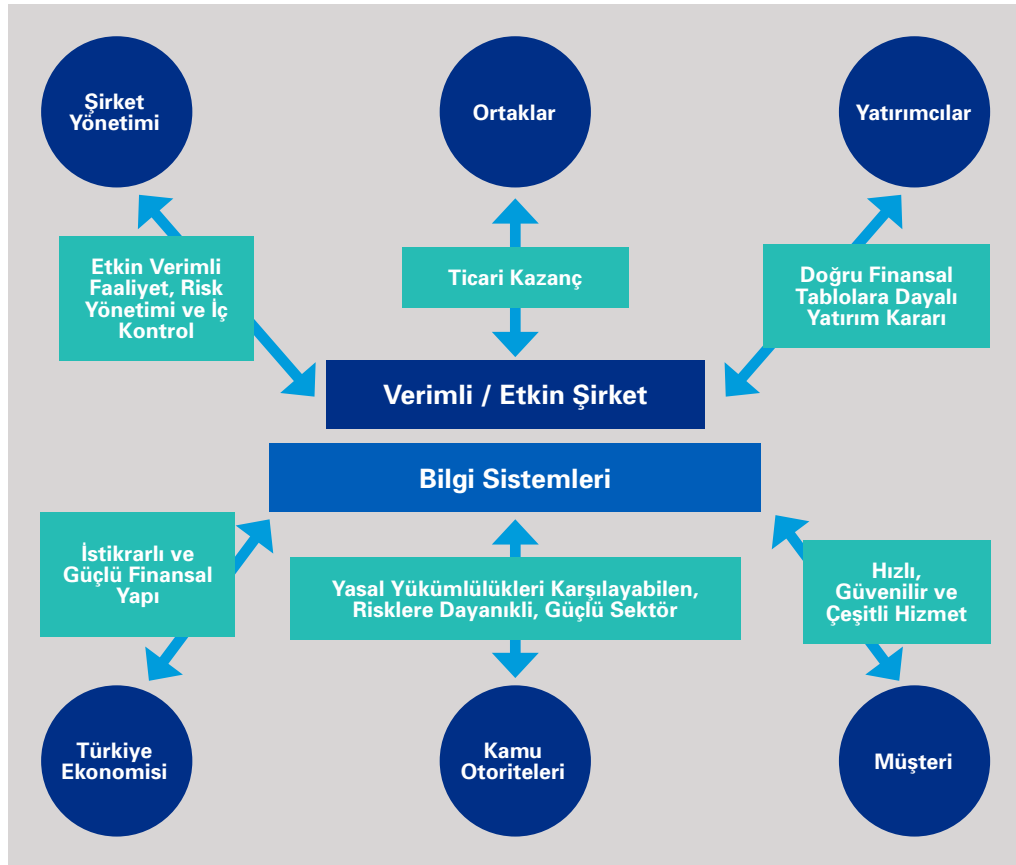 Şirket
Yönetimi
Ortaklar
Yatırımcılar
Etkin Verimli
Faaliyet, Risk
Yönetimi ve İç
Kontrol
Ticari Kazanç
Doğru Finansal
Tablolara Dayalı
Yatırım Kararı
Verimli / Etkin Şirket
Bilgi Sistemleri
İstikrarlı ve
Güçlü Finansal
Yapı
Yasal Yükümlülükleri Karşılayabilen,
Risklere Dayanıkli, Güçlü Sektör
Hızlı,
Güvenilir ve
Çeşitli Hizmet
Türkiye
Ekonomisi
Kamu
Otoriteleri
Müşteri